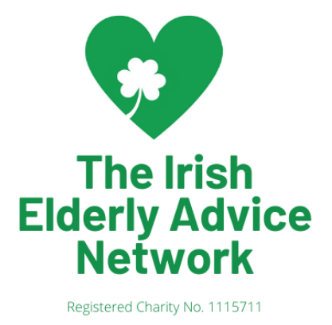 The Irish
Elderly Advice
Network
Registered Charity No. 1115711